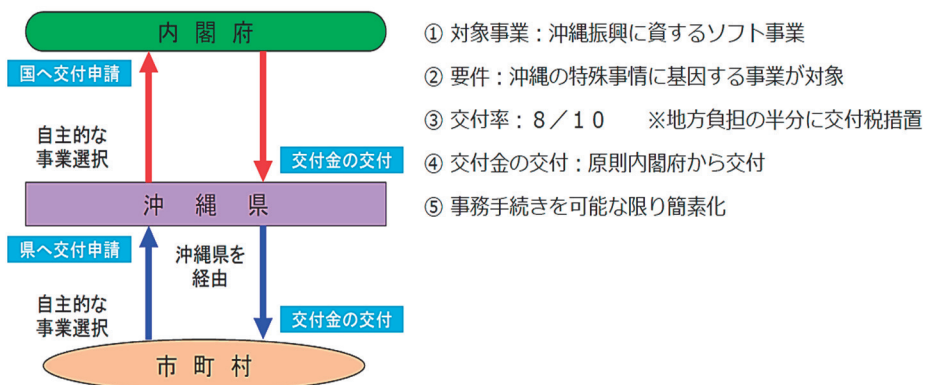 内閣府
国へ交付申請
自主的な
事業選択
交付金の交付
沖縄県
県へ交付申請
沖縄県を
経由
自主的な
事業選択
交付金の交付
市町村
① 対象事業：沖縄振興に資するソフト事業
② 要件：沖縄の特殊事情に基因する事業が対象
③ 交付率：８／１０　※地方負担の半分に交付税措置
④ 交付金の交付：原則内閣府から交付
⑤ 事務手続きを可能な限り簡素化